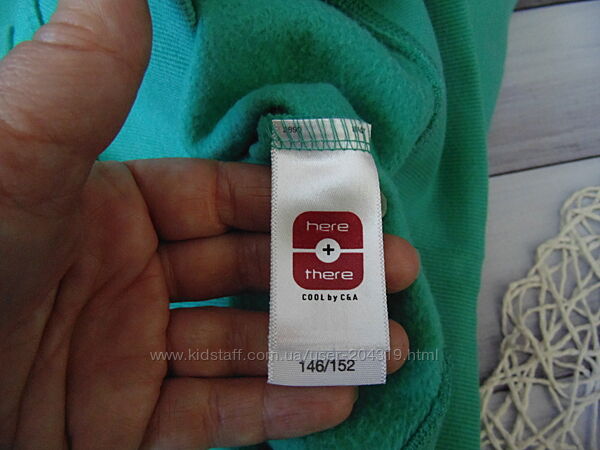 here
+
there
COOL by C&A
www.kidstaff.com.ua/user-204319.html
146/152